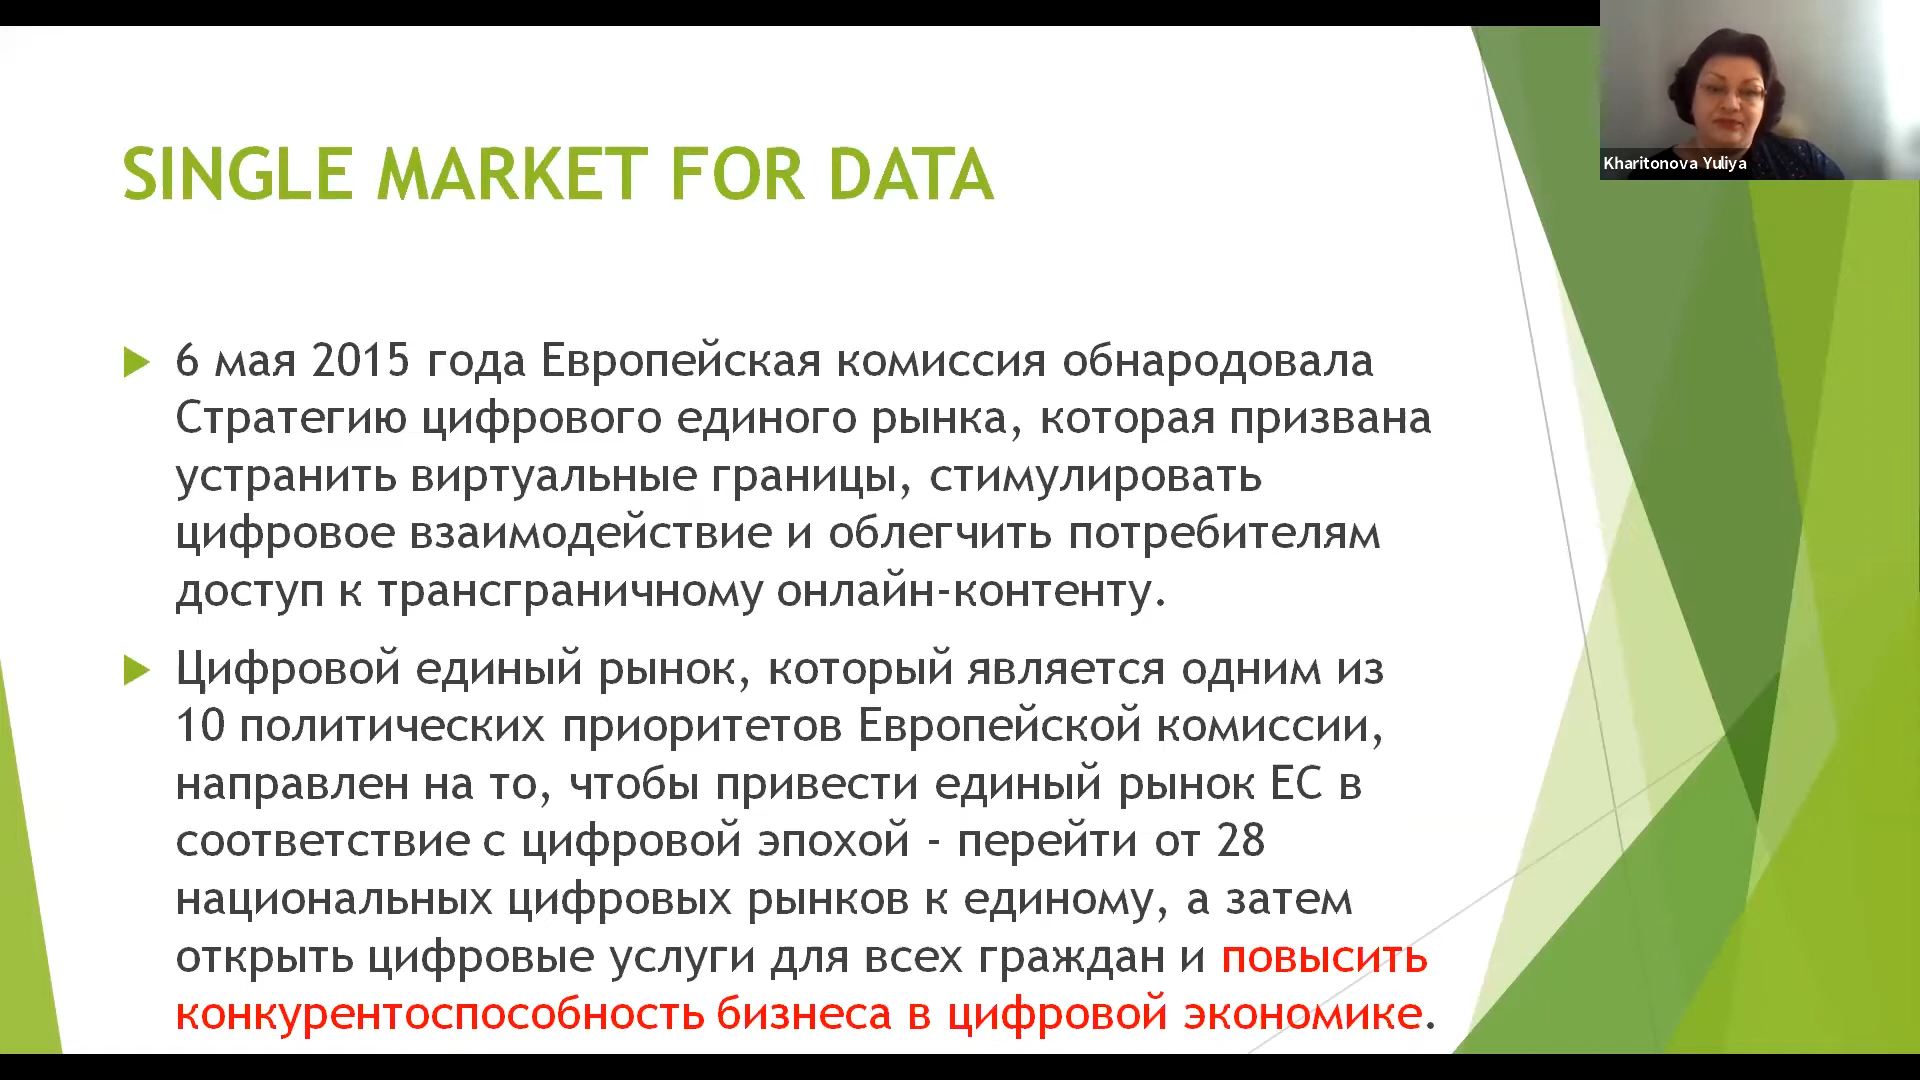 SINGLE MARKET FOR DATA
Kharitonova Yuliya
6 мая 2015 года Европейская комиссия обнародовала
Стратегию цифрового единого рынка, которая призвана
устранить виртуальные границы, стимулировать
цифровое взаимодействие и облегчить потребителям
доступ к трансграничному онлайн-контенту.
Цифровой единый рынок, который является одним из
10 политических приоритетов Европейской комиссии,
направлен на то, чтобы привести единый рынок ЕС в
соответствие с цифровой эпохой - перейти от 28
национальных цифровых рынков к единому, а затем
открыть цифровые услуги для всех граждан и повысить
конкурентоспособность бизнеса в цифровой экономике.